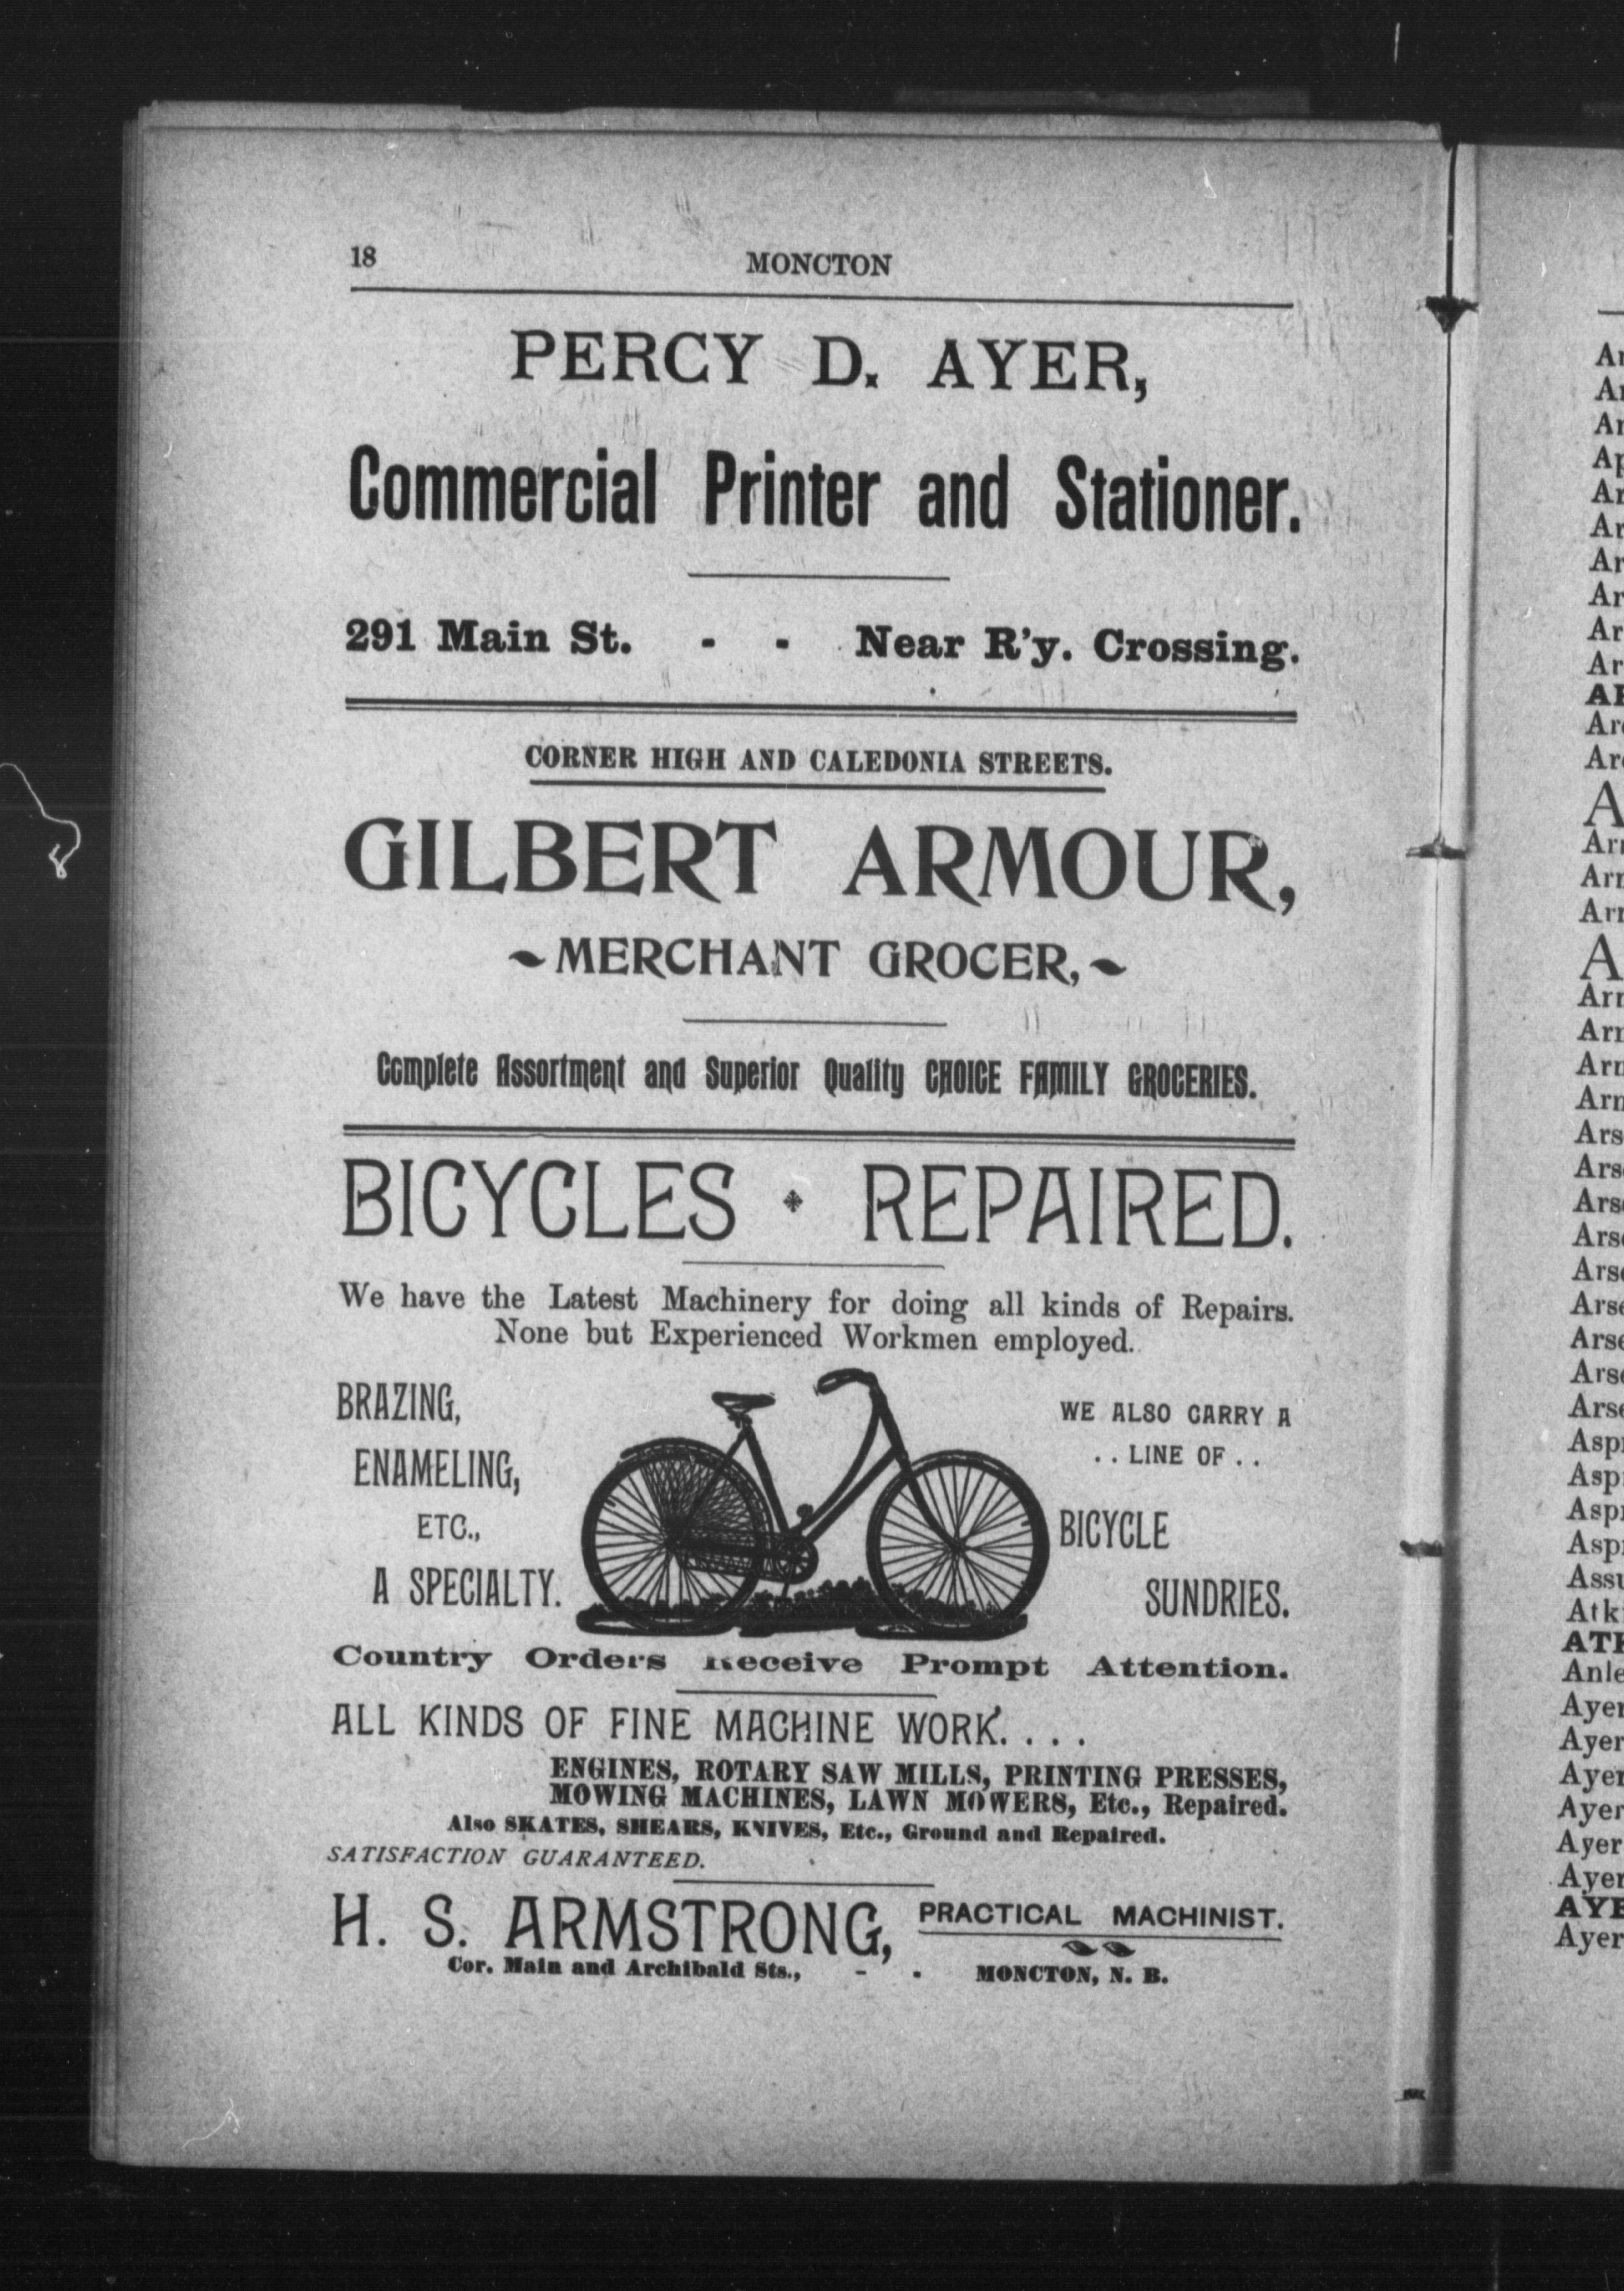 18 MONCTON
PERCY D. AYER,
Commercial Printer and Stationer.
291 Main St. - - Near R'y. Crossing.
CORNER HIGH AND CALEDONIA STREETS.
GILBERT ARMOUR,
MERCHANT GROCER,
Complete Assortment and Superior Quality CHOICE FAMILY GROCERIES.
BICYCLES REPAIRED.
We have the Latest Machinery for doing all kinds of Repairs.
None but Experienced Workmen employed.
BRAZING,
ENAMELING,
ETC.,
A SPECIALTY.
WE ALSO CARRY A
. . LINE OF . .
BICYCLE
SUNDRIES.
Country Orders Receive Prompt Attention.
ALL KINDS OF FINE MACHINE WORK. . . .
ENGINES, ROTARY SAW MILLS, PRINTING PRESSES,
MOWING MACHINES, LAWN MOWERS, Etc., Repaired.
Also SKATES, SHEARS, KNIVES, Etc., Ground and Repaired.
SATISFACTION GUARANTEED.
H. S. ARMSTRONG, PRACTICAL MACHINIST.
Cor. Main and Archibald Sts., - - MONCTON, N. B.